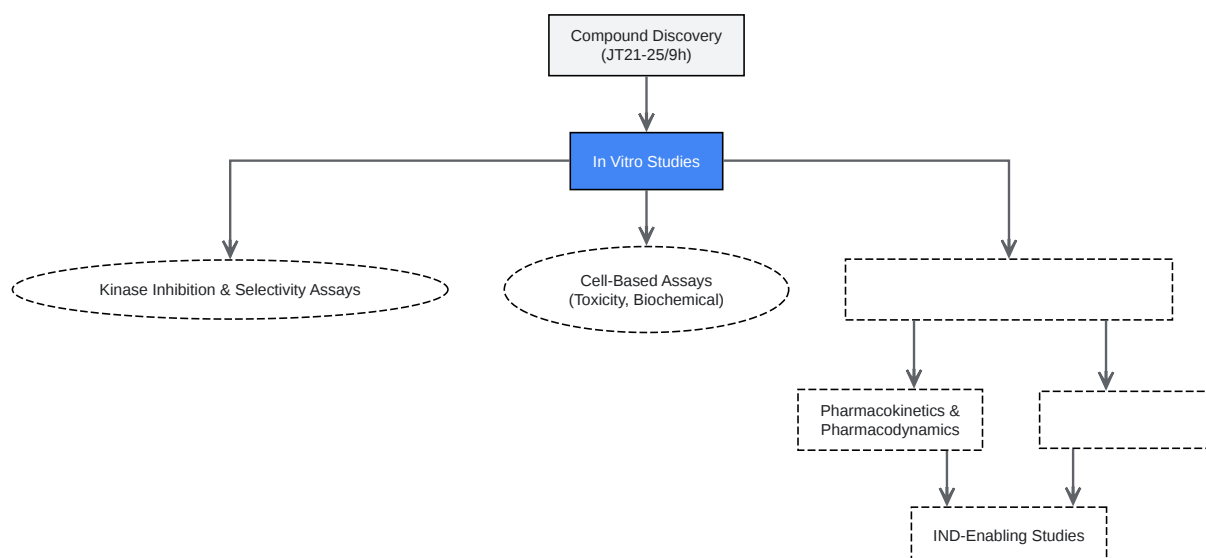 Compound Discovery
(JT21-25/9h)
In Vitro Studies
Kinase Inhibition & Selectivity Assays
Cell-Based Assays
(Toxicity, Biochemical)
Pharmacokinetics &
Pharmacodynamics
IND-Enabling Studies